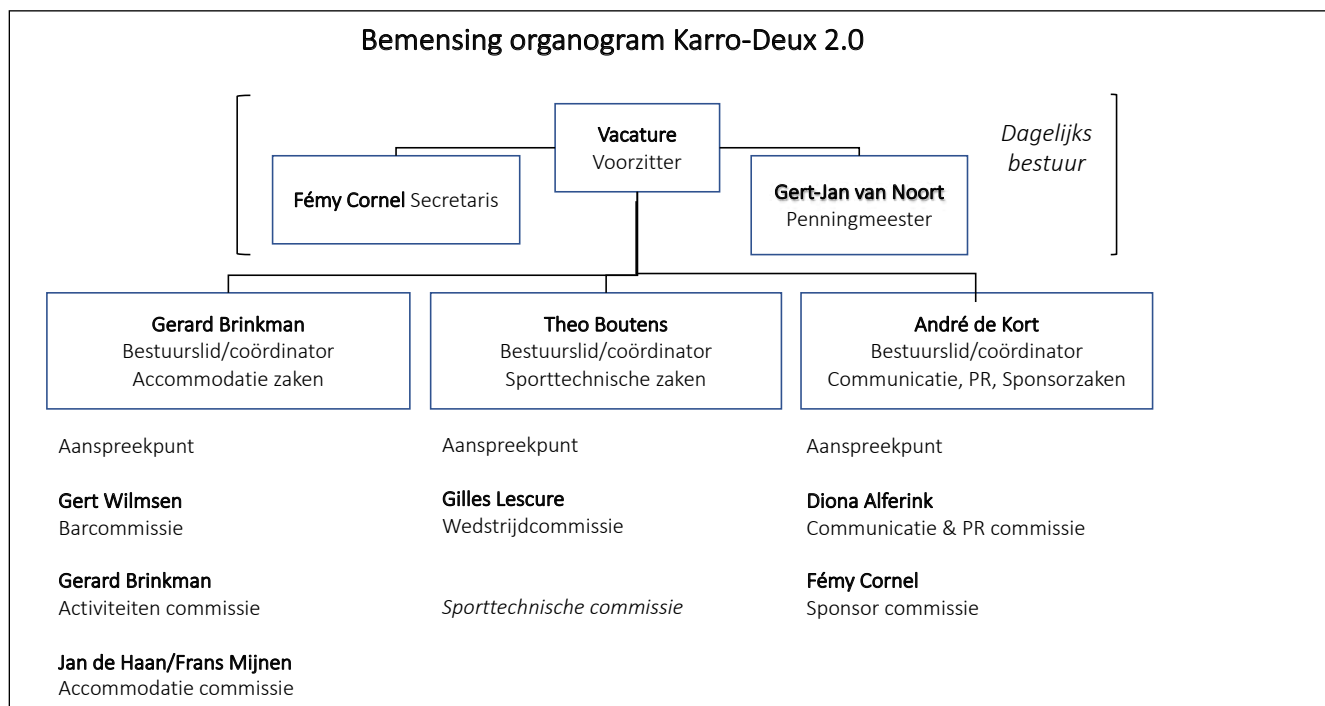 Bemensing organogram Karro-Deux 2.0
Vacature
Voorzitter
Dagelijks
bestuur
Fémy Cornel Secretaris
Gert-Jan van Noort
Penningmeester
Gerard Brinkman
Bestuurslid/coördinator
Accommodatie zaken
Theo Boutens
Bestuurslid/coördinator
Sporttechnische zaken
André de Kort
Bestuurslid/coördinator
Communicatie, PR, Sponsorzaken
Aanspreekpunt
Gert Wilmsen
Barcommissie
Gerard Brinkman
Activiteiten commissie
Jan de Haan/Frans Mijnen
Accommodatie commissie
Aanspreekpunt
Gilles Lescure
Wedstrijdcommissie
Sporttechnische commissie
Aanspreekpunt
Diona Alferink
Communicatie & PR commissie
Fémy Cornel
Sponsor commissie